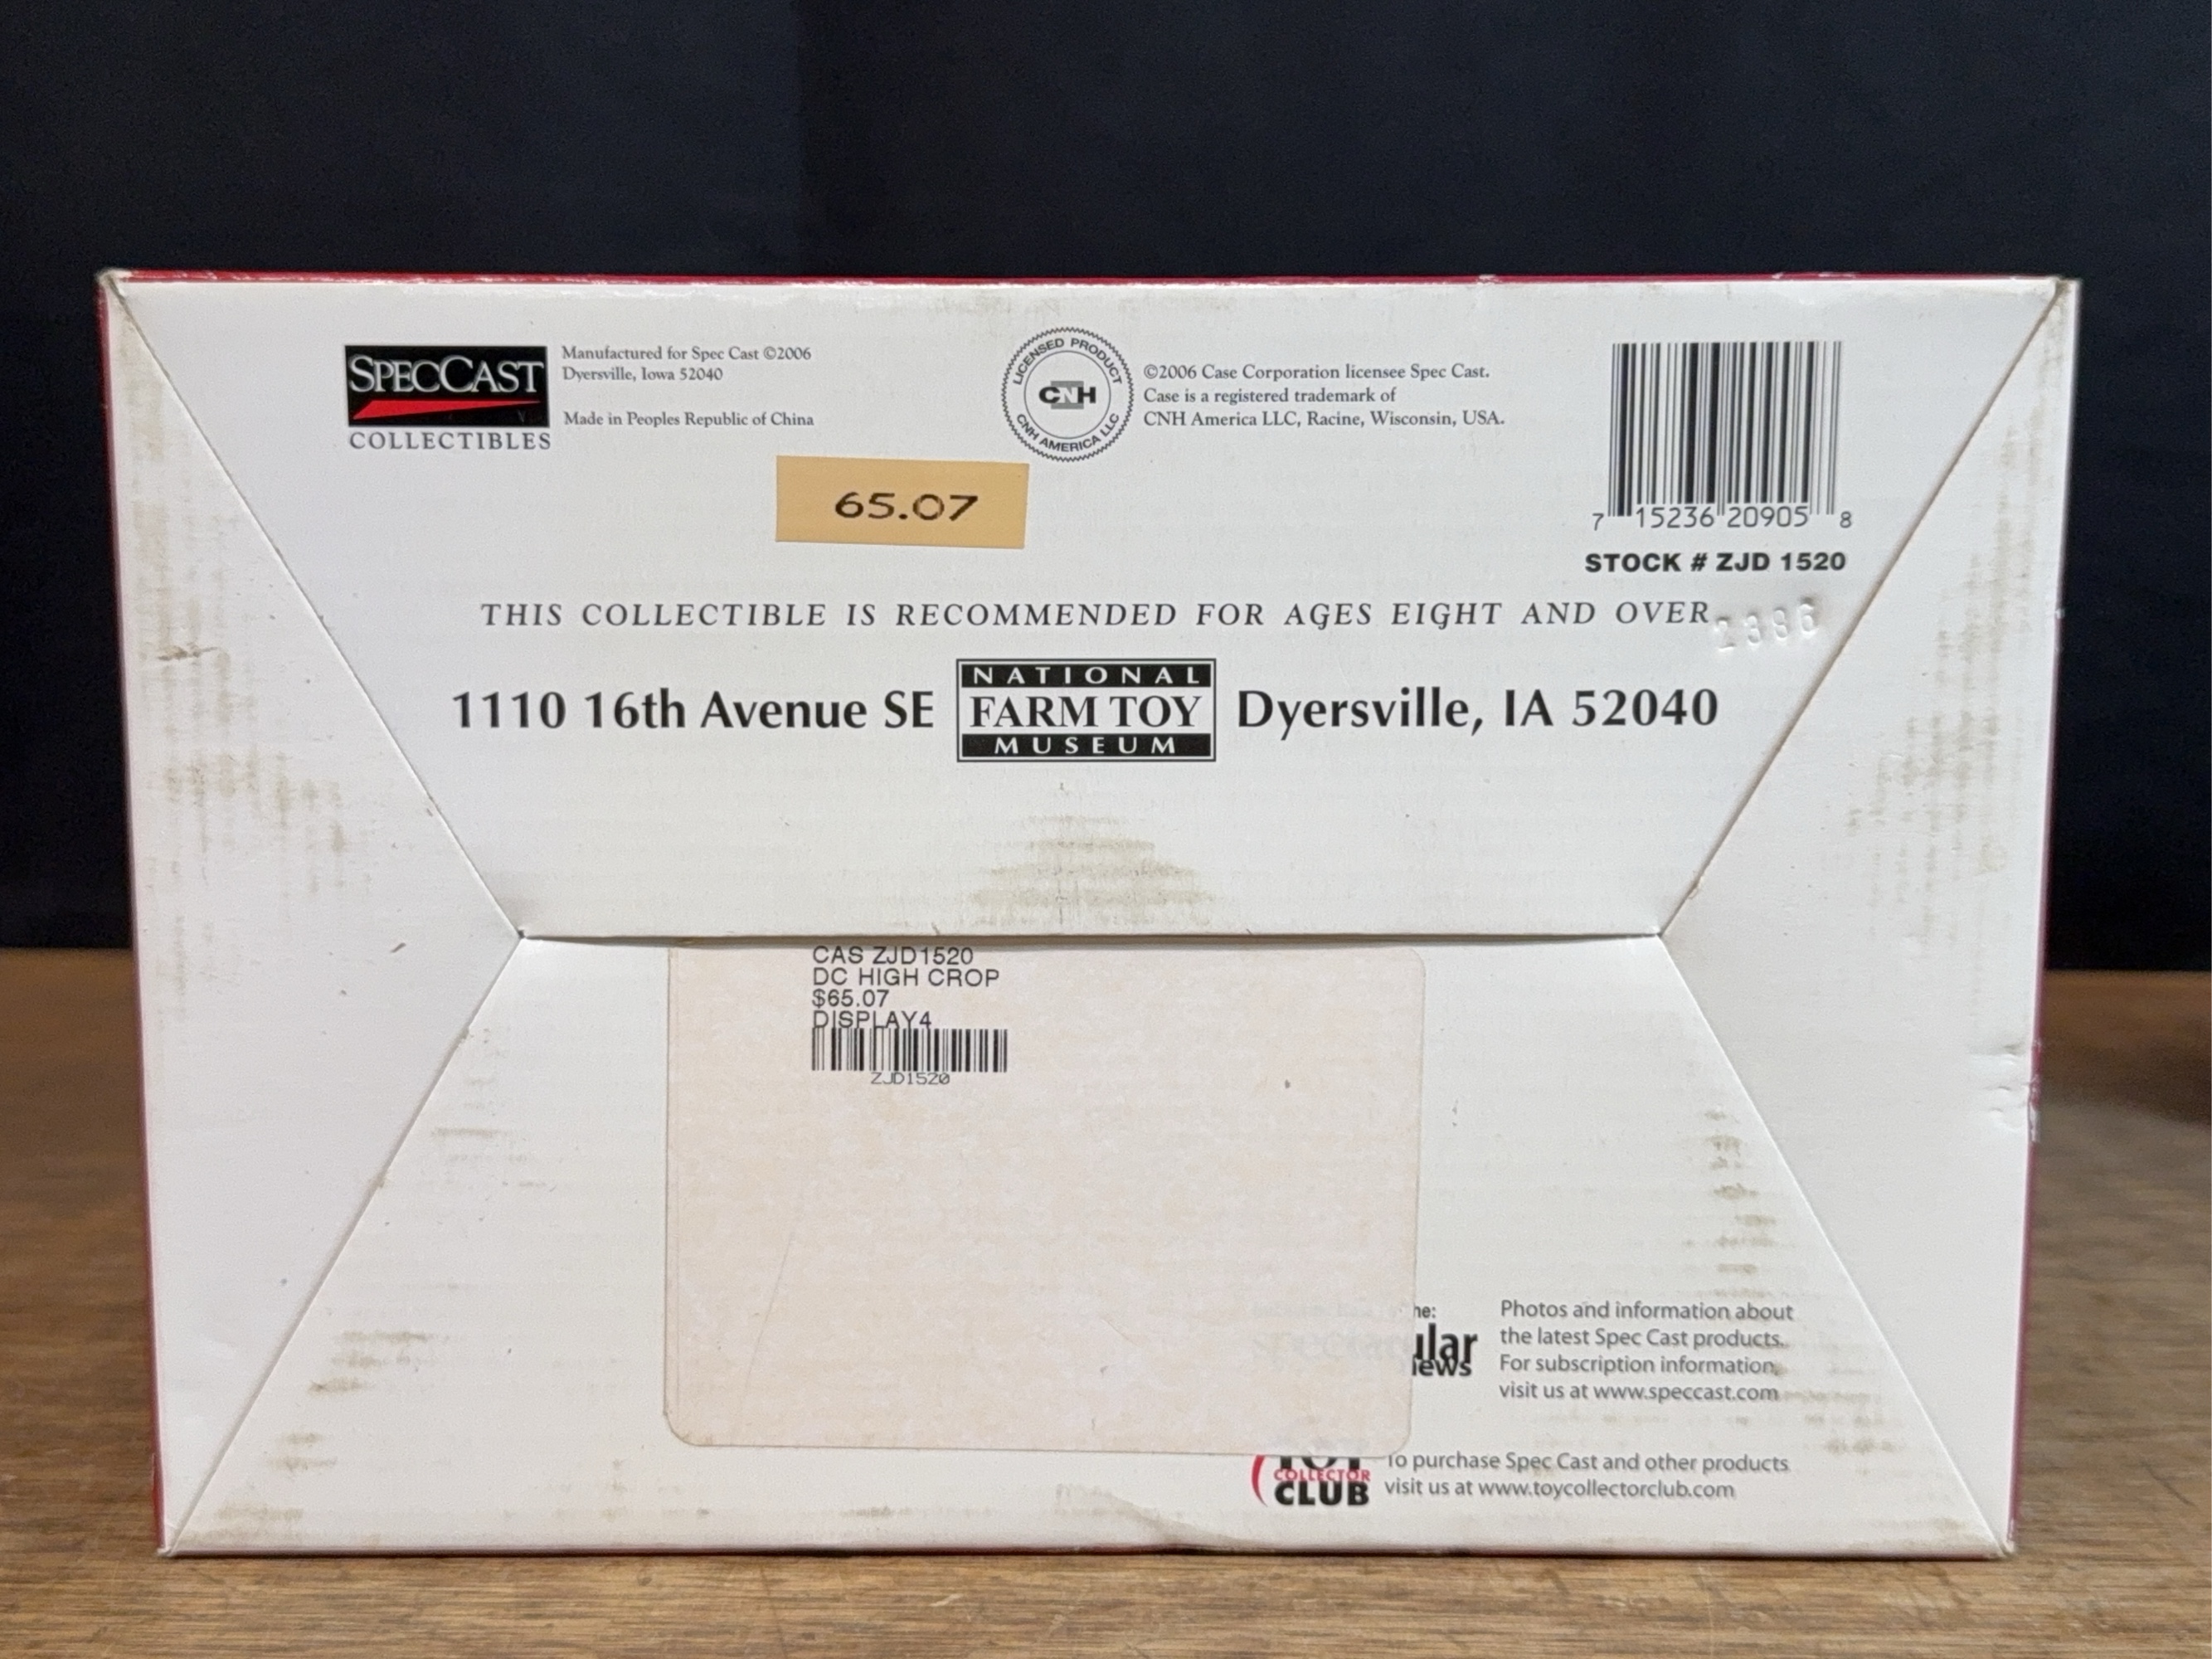 SPECCAST
COLLECTIBLES
Manufactured for Spec Cast ©2006
Dyersville, Iowa 52040
Made in Peoples Republic of China
LICENSED PRODUCT
CNH
CNH AMERICA LLC
©2006 Case Corporation licensee Spec Cast.
Case is a registered trademark of
CNH America LLC, Racine, Wisconsin, USA.
7 15236 20905 8
STOCK # ZJD 1520
65.07
THIS COLLECTIBLE IS RECOMMENDED FOR AGES EIGHT AND OVER.
1110 16th Avenue SE
NATIONAL
FARM TOY
MUSEUM
Dyersville, IA 52040
CAS ZJD1520
DC HIGH CROP
$65.07
DISPLAY4
ZJD1520
Photos and information about
the latest Spec Cast products.
For subscription information,
visit us at www.speccast.com
COLLECTOR
CLUB
To purchase Spec Cast and other products
visit us at www.toycollectorclub.com